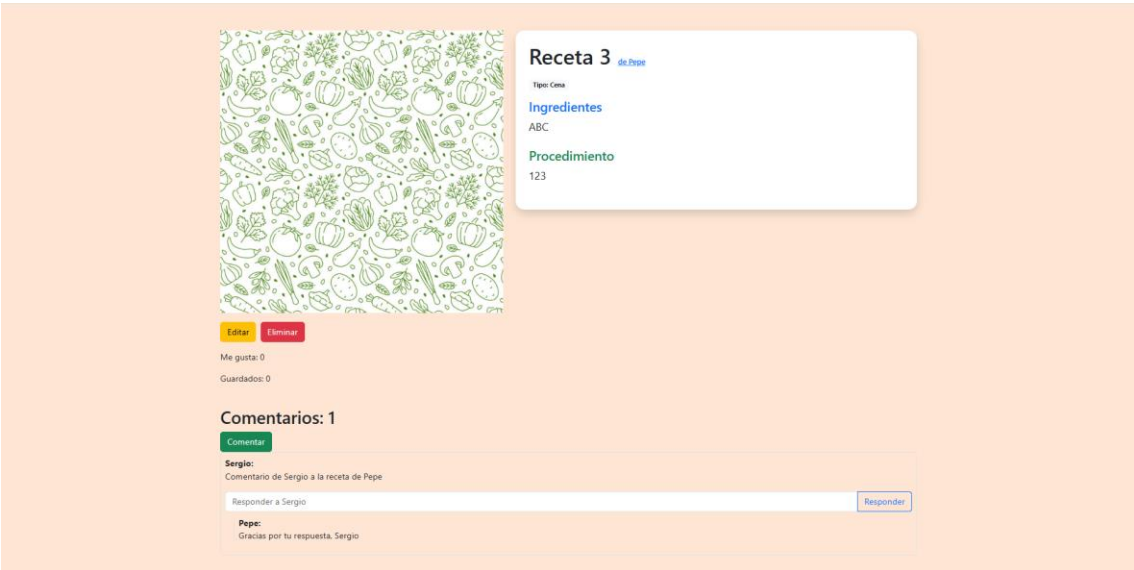 Receta 3 de Pepe
Tipo: Cena
Ingredientes
ABC
Procedimiento
123
Editar Eliminar
Me gusta: 0
Guardados: 0
Comentarios: 1
Comentar
Sergio:
Comentario de Sergio a la receta de Pepe
Responder a Sergio Responder
Pepe:
Gracias por tu respuesta, Sergio